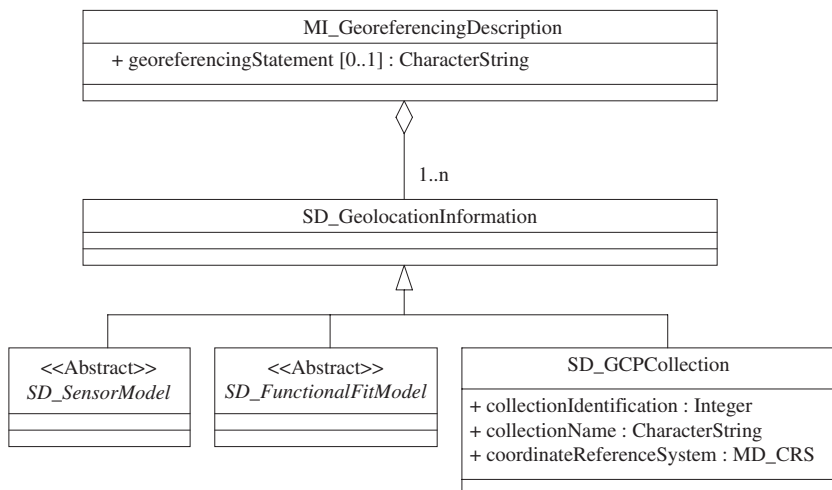 MI_GeoreferencingDescription
+ georeferencingStatement [0..1] : CharacterString
1..n
SD_GeolocationInformation
<<Abstract>>
SD_SensorModel
<<Abstract>>
SD_FunctionalFitModel
SD_GCPCollection
+ collectionIdentification : Integer
+ collectionName : CharacterString
+ coordinateReferenceSystem : MD_CRS